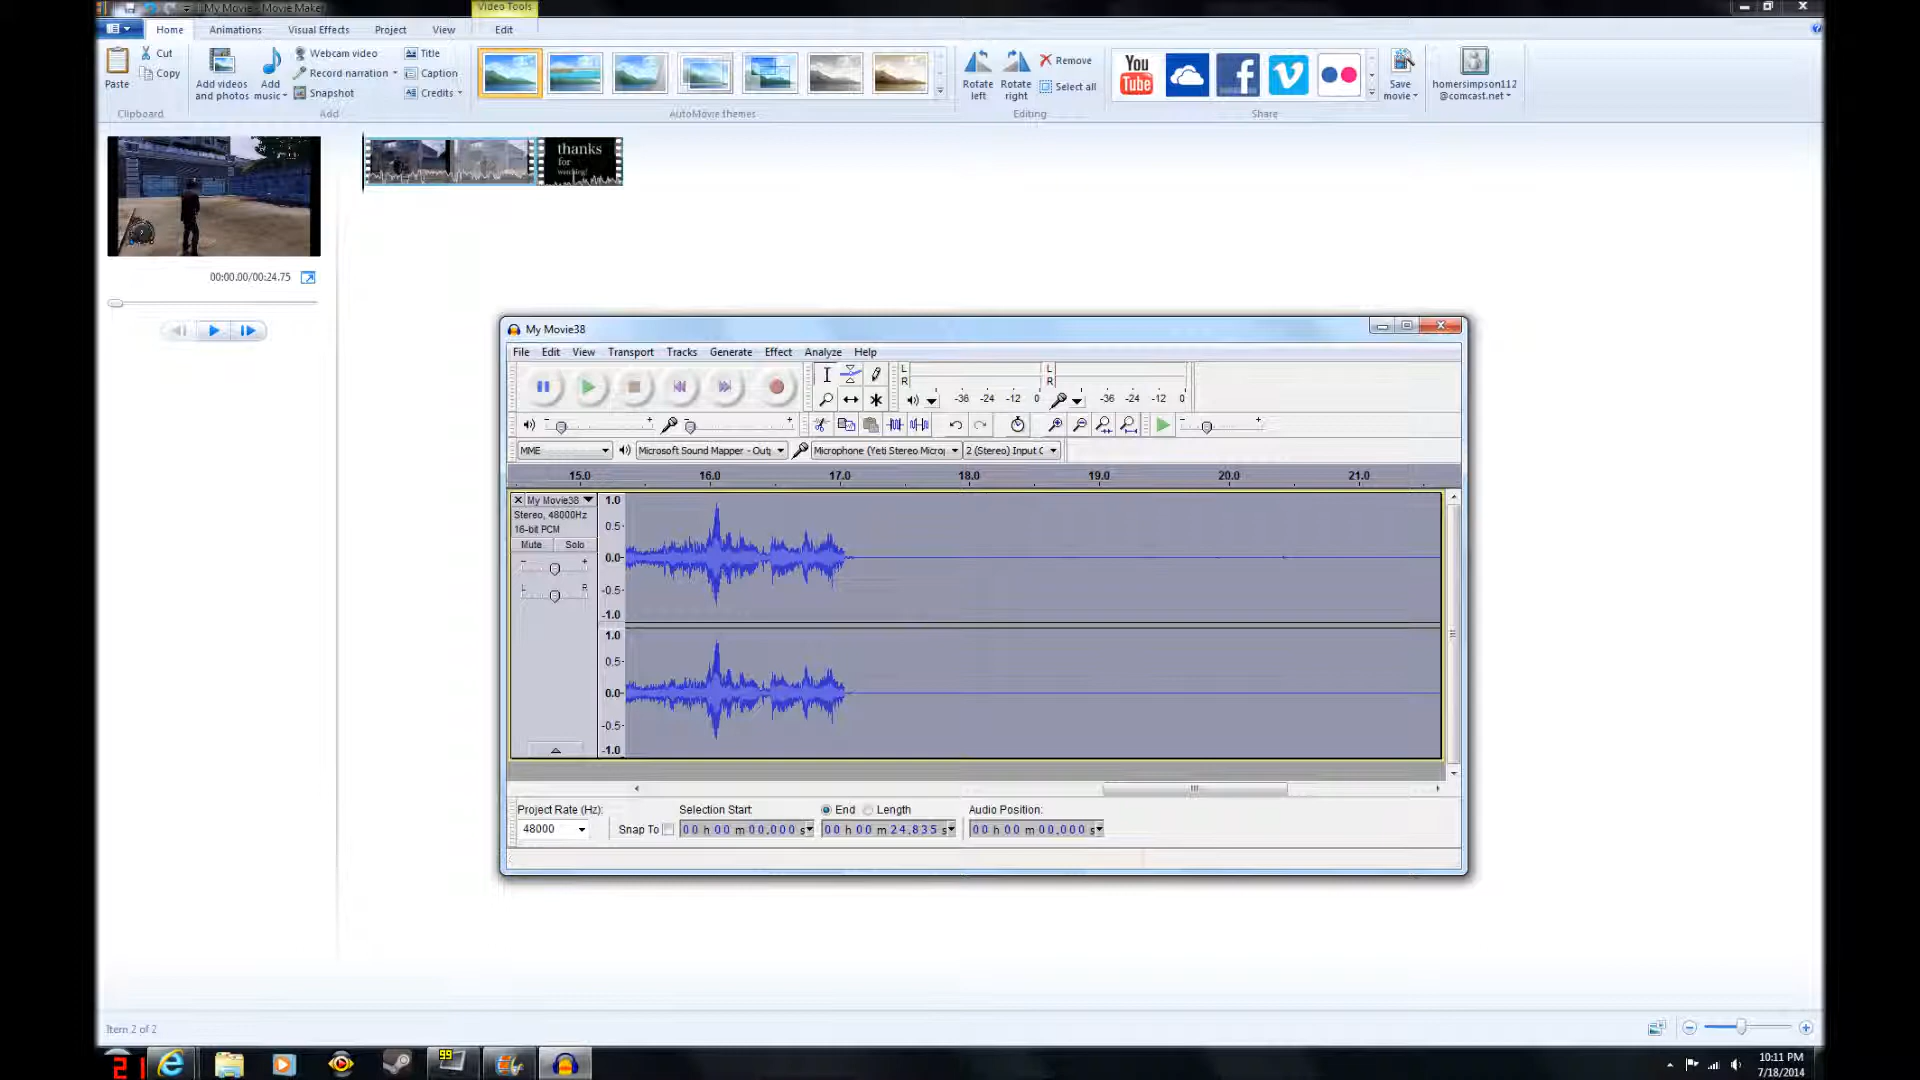 My Movie - Movie Maker
Video Tools
Home
Animations
Visual Effects
Project
View
Edit
Paste
Cut
Copy
Clipboard
Add videos
and photos
Add
music
Webcam video
Record narration
Snapshot
Title
Caption
Credits
Add
AutoMovie themes
Rotate
left
Rotate
right
Remove
Select all
Editing
You
Tube
f
Share
Save
movie
homersimpson112
@comcast.net
thanks
for
watching!
00:00.00/00:24.75
My Movie38
File Edit View Transport Tracks Generate Effect Analyze Help
L
R
-36 -24 -12 0
L
R
-36 -24 -12 0
MME
Microsoft Sound Mapper - Outp
Microphone (Yeti Stereo Microp
2 (Stereo) Input C
15.0 16.0 17.0 18.0 19.0 20.0 21.0
My Movie38
Stereo, 48000Hz
16-bit PCM
Mute Solo
L R
1.0
0.5
0.0
-0.5
-1.0
1.0
0.5
0.0
-0.5
-1.0
Project Rate (Hz):
48000
Snap To
Selection Start:
00 h 00 m 00.000 s
End Length
00 h 00 m 24.835 s
Audio Position:
00 h 00 m 00.000 s
Item 2 of 2
21
99
10:11 PM
7/18/2014